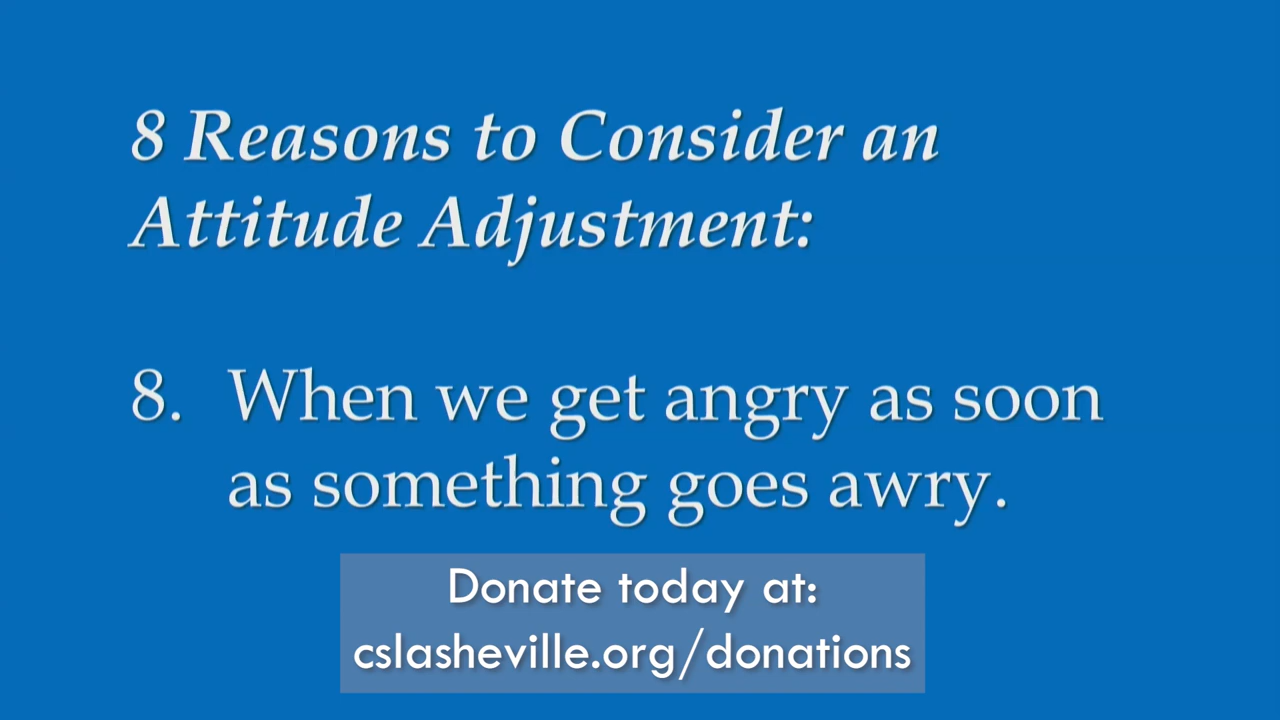 8 Reasons to Consider an
Attitude Adjustment:
8. When we get angry as soon
as something goes awry.
Donate today at:
cslasheville.org/donations